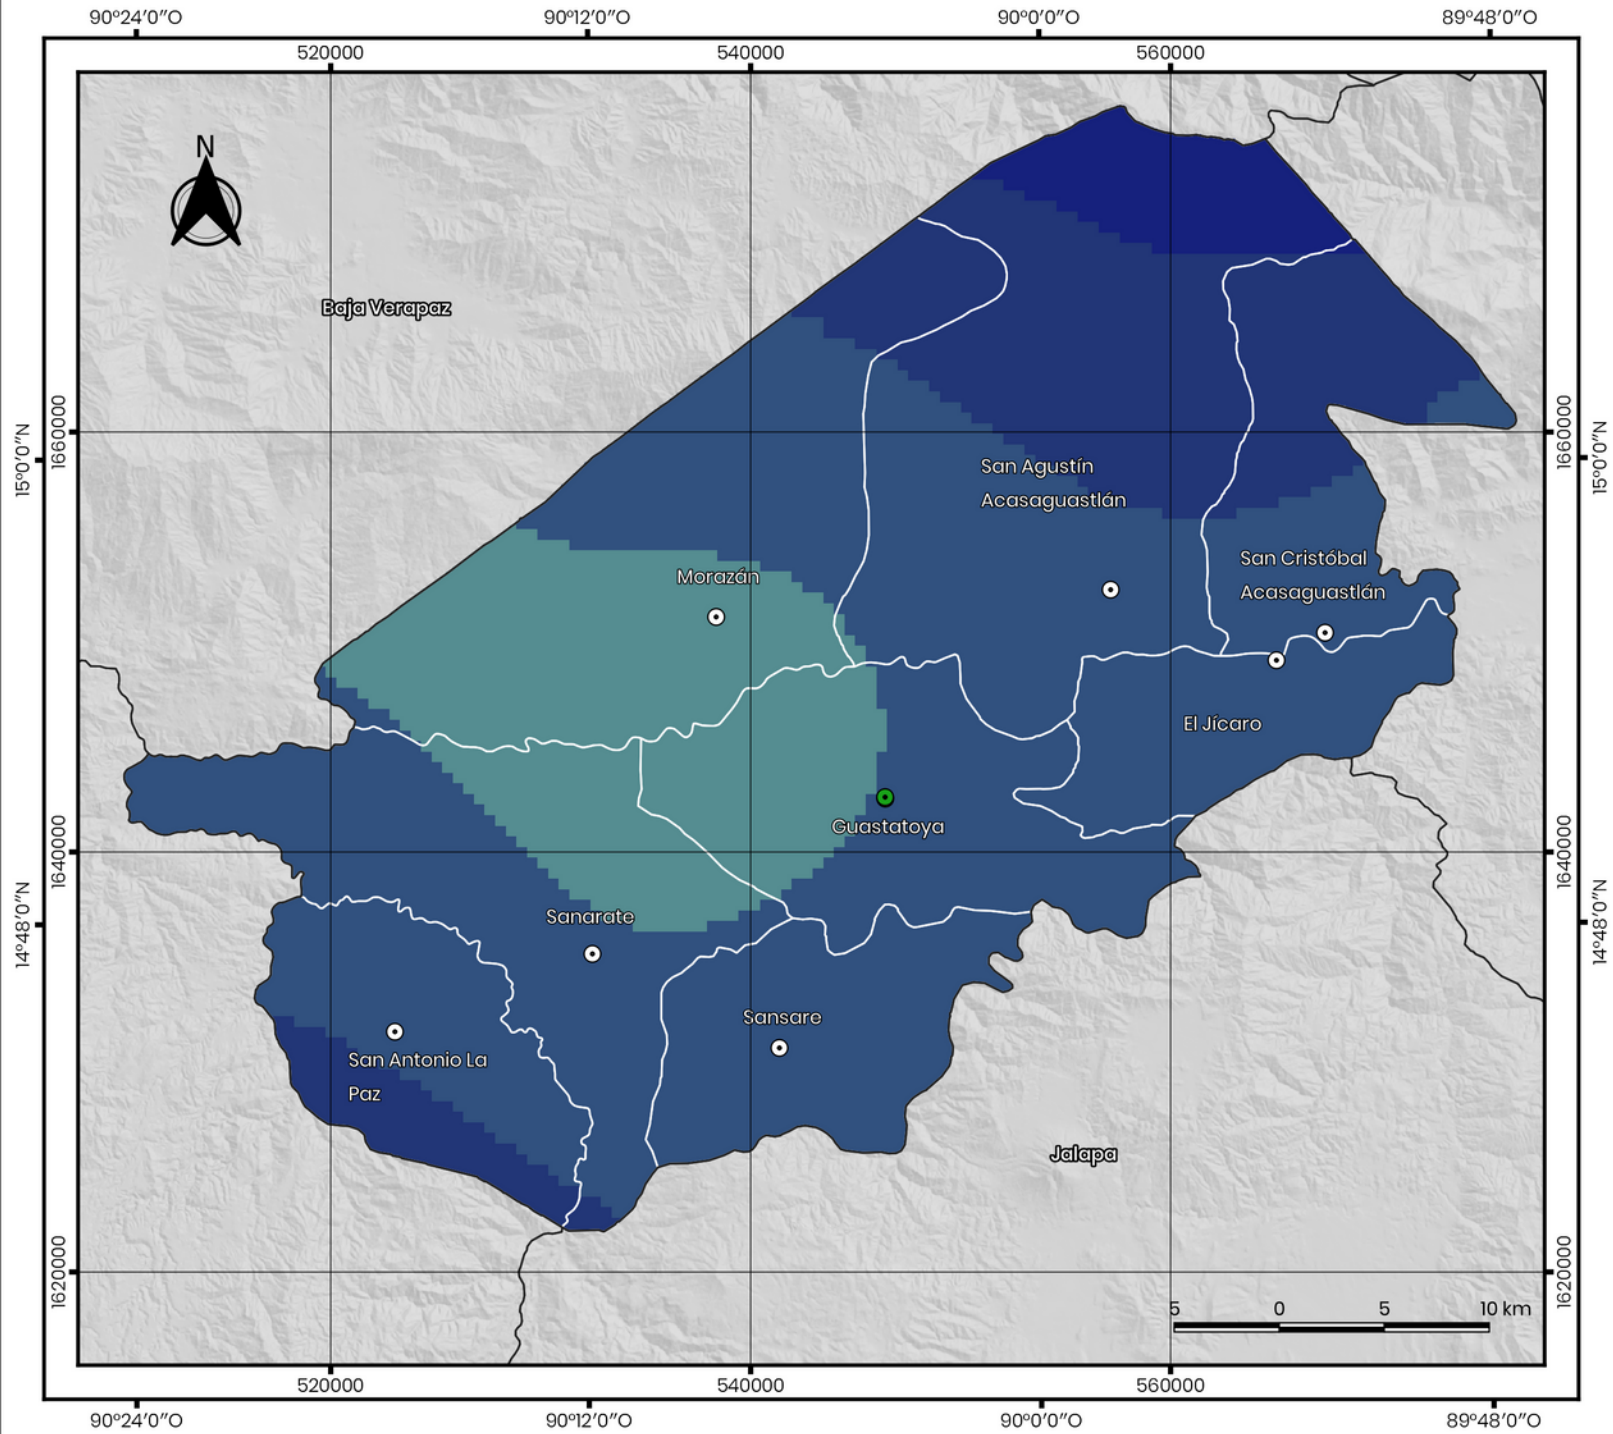 90°24'0"O 90°12'0"O 90°0'0"O 89°48'0"O
520000 540000 560000
N
Baja Verapaz
1660000 1660000
15°0'0"N 15°0'0"N
San Agustín
Acasaguastlán
San Cristóbal
Acasaguastlán
Morazán
El Jícaro
Guastatoya
1640000 1640000
14°48'0"N 14°48'0"N
Sanarate
Sansare
San Antonio La
Paz
Jalapa
1620000 1620000
5 0 5 10 km
520000 540000 560000
90°24'0"O 90°12'0"O 90°0'0"O 89°48'0"O